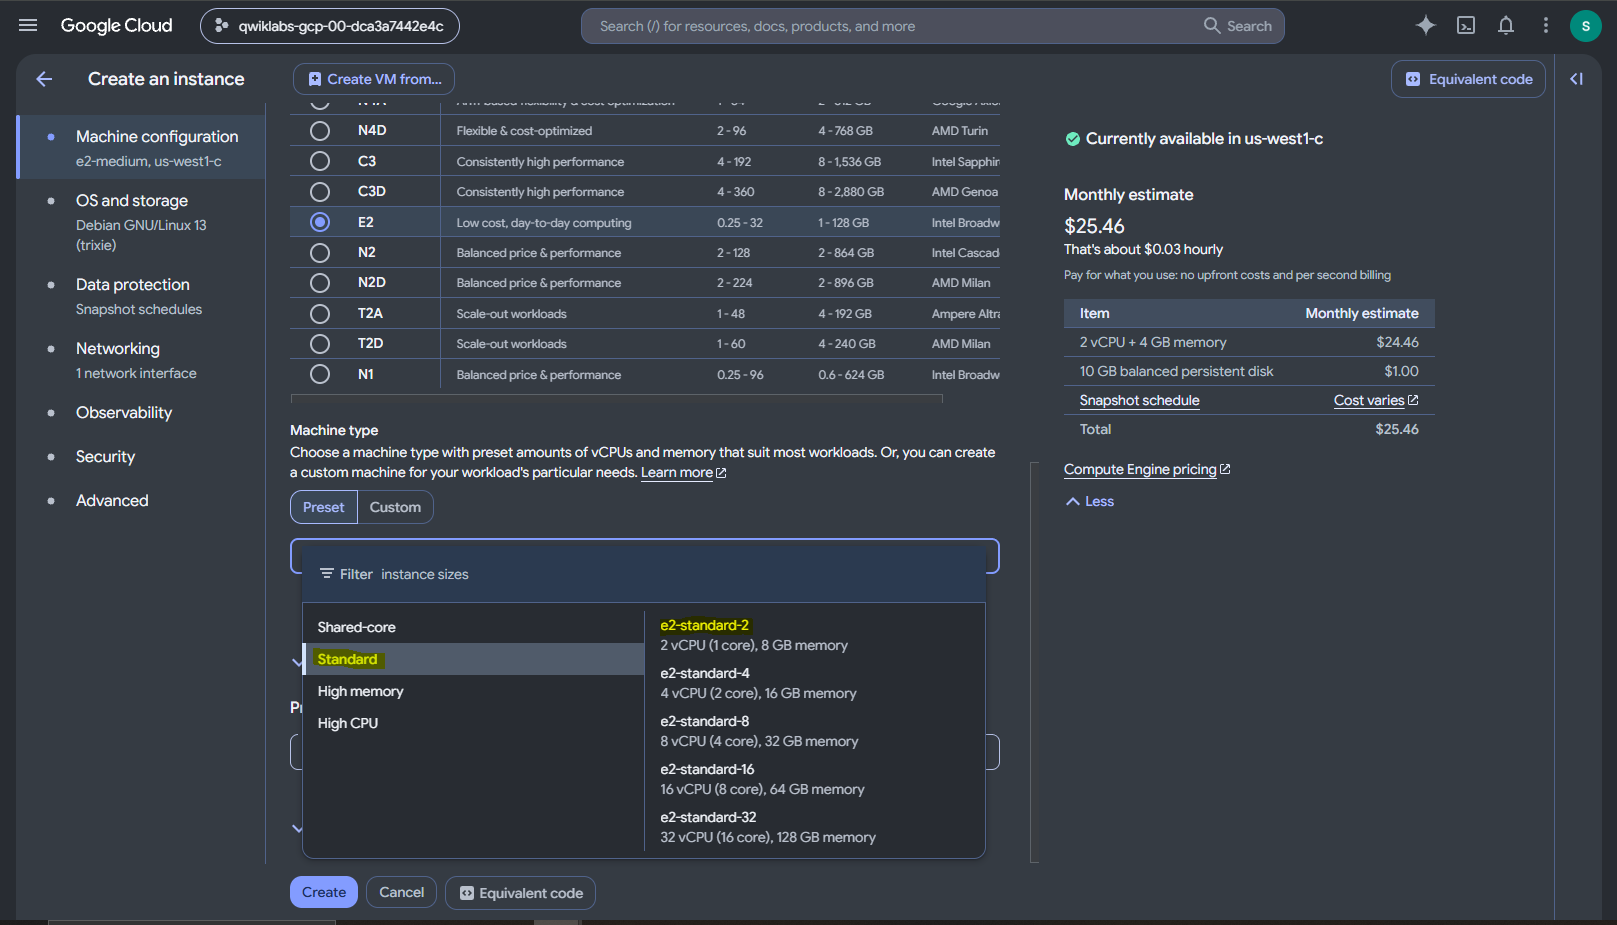 Google Cloud
qwiklabs-gcp-00-dca3a7442e4c
Search (/) for resources, docs, products, and more
Search
S
Create an instance
Create VM from...
Equivalent code
Machine configuration
e2-medium, us-west1-c
OS and storage
Debian GNU/Linux 13
(trixie)
Data protection
Snapshot schedules
Networking
1 network interface
Observability
Security
Advanced
N4D Flexible & cost-optimized 2 - 96 4 - 768 GB AMD Turin
C3 Consistently high performance 4 - 192 8 - 1,536 GB Intel Sapphir
C3D Consistently high performance 4 - 360 8 - 2,880 GB AMD Genoa
E2 Low cost, day-to-day computing 0.25 - 32 1 - 128 GB Intel Broadw
N2 Balanced price & performance 2 - 128 2 - 864 GB Intel Cascad
N2D Balanced price & performance 2 - 224 2 - 896 GB AMD Milan
T2A Scale-out workloads 1 - 48 4 - 192 GB Ampere Altra
T2D Scale-out workloads 1 - 60 4 - 240 GB AMD Milan
N1 Balanced price & performance 0.25 - 96 0.6 - 624 GB Intel Broadw
Machine type
Choose a machine type with preset amounts of vCPUs and memory that suit most workloads. Or, you can create
a custom machine for your workload's particular needs. Learn more
Preset Custom
Filter instance sizes
Shared-core
Standard
High memory
High CPU
e2-standard-2
2 vCPU (1 core), 8 GB memory
e2-standard-4
4 vCPU (2 core), 16 GB memory
e2-standard-8
8 vCPU (4 core), 32 GB memory
e2-standard-16
16 vCPU (8 core), 64 GB memory
e2-standard-32
32 vCPU (16 core), 128 GB memory
Create Cancel Equivalent code
Currently available in us-west1-c
Monthly estimate
$25.46
That's about $0.03 hourly
Pay for what you use: no upfront costs and per second billing
Item Monthly estimate
2 vCPU + 4 GB memory $24.46
10 GB balanced persistent disk $1.00
Snapshot schedule Cost varies
Total $25.46
Compute Engine pricing
Less